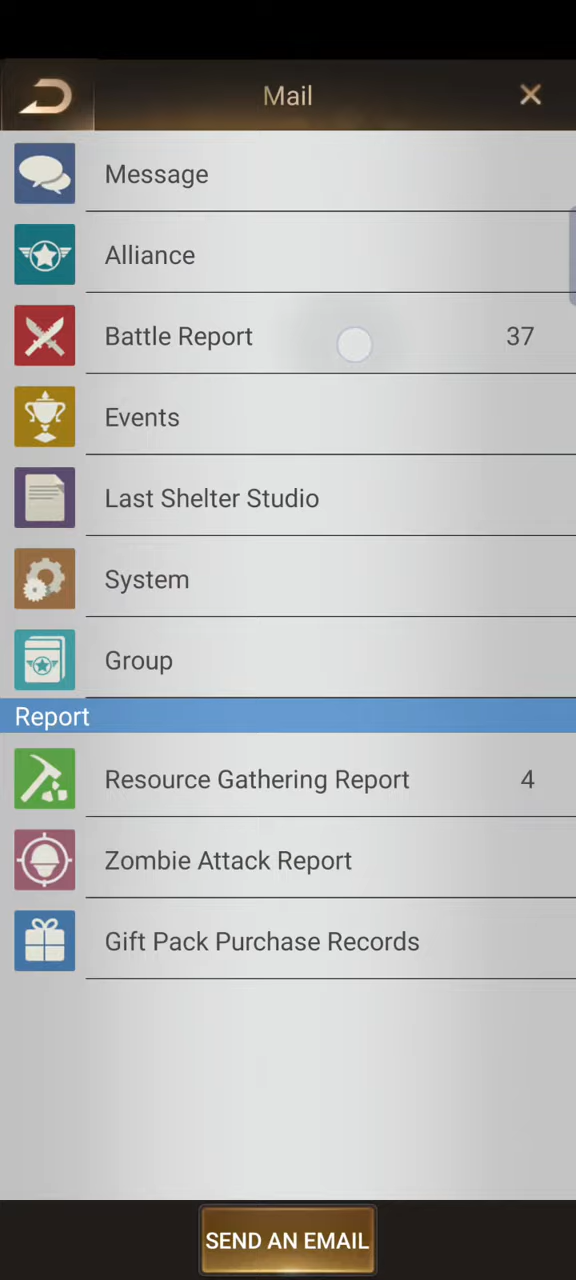 Mail
Message
Alliance
Battle Report 37
Events
Last Shelter Studio
System
Group
Report
Resource Gathering Report 4
Zombie Attack Report
Gift Pack Purchase Records
SEND AN EMAIL